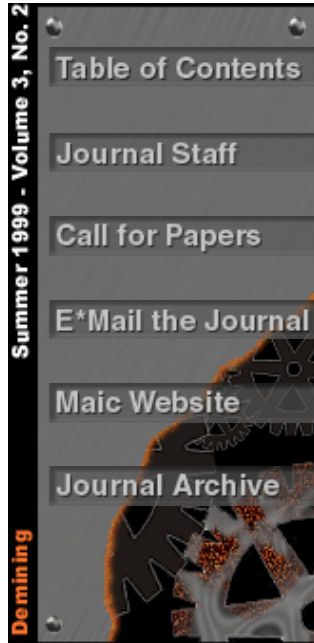 Summer 1999 - Volume 3, No. 2
Demining
Table of Contents
Journal Staff
Call for Papers
E*Mail the Journal
Maic Website
Journal Archive